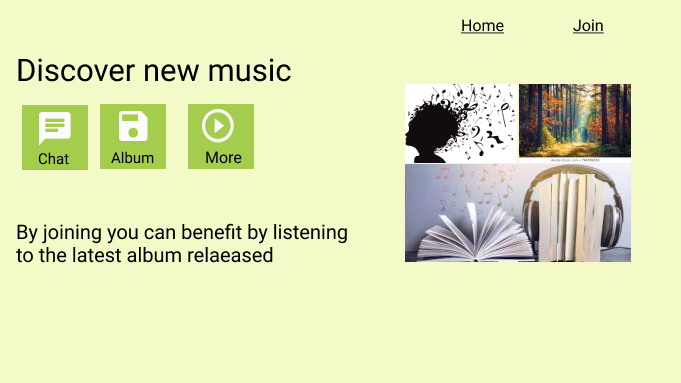 Home
Join
Discover new music
Chat
Album
More
By joining you can benefit by listening
to the latest album relaeased